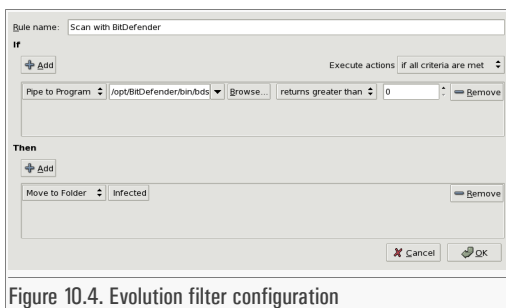 Rule name: Scan with BitDefender
If
Add Execute actions if all criteria are met
Pipe to Program /opt/BitDefender/bin/bds Browse... returns greater than 0 Remove
Then
Add
Move to Folder Infected Remove
Cancel OK
Figure 10.4. Evolution filter configuration